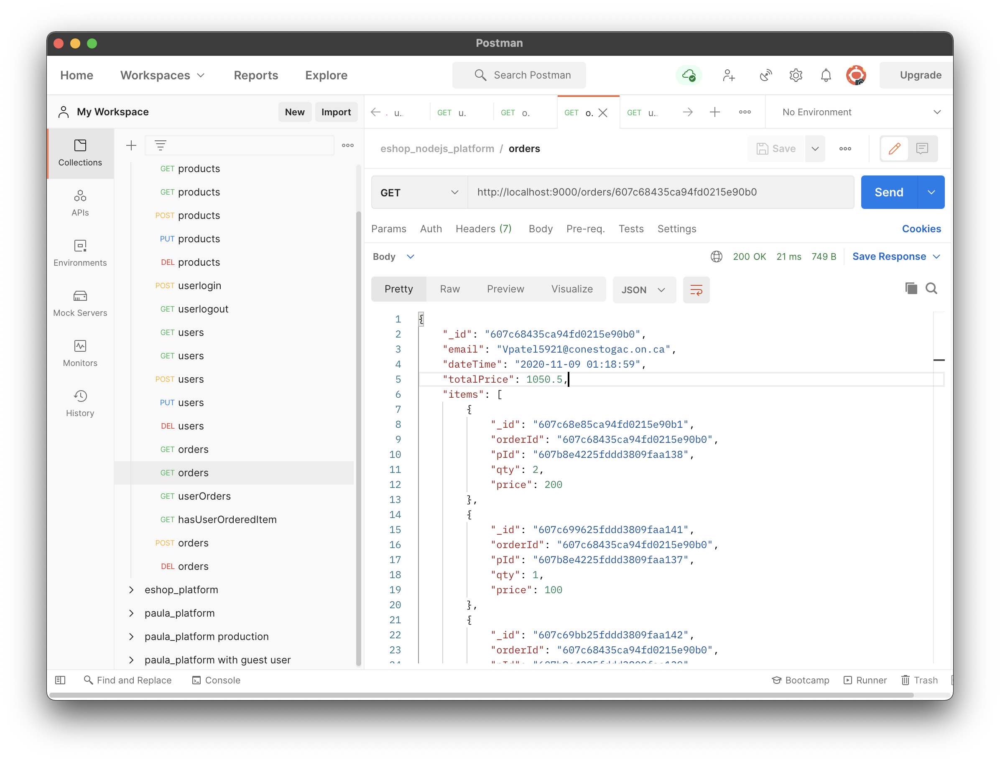 Postman
Home Workspaces Reports Explore Search Postman Upgrade
My Workspace New Import
u.. GET u. GET o. GET o. GET u.. No Environment
Collections
APIs
Environments
Mock Servers
Monitors
History
GET products
GET products
POST products
PUT products
DEL products
POST userlogin
GET userlogout
GET users
GET users
POST users
PUT users
DEL users
GET orders
GET orders
GET userOrders
GET hasUserOrderedItem
POST orders
DEL orders
eshop_platform
paula_platform
paula_platform production
paula_platform with guest user
eshop_nodejs_platform / orders Save
GET http://localhost:9000/orders/607c68435ca94fd0215e90b0 Send
Params Auth Headers (7) Body Pre-req. Tests Settings Cookies
Body 200 OK 21 ms 749 B Save Response
Pretty Raw Preview Visualize JSON
1 {
2 "_id": "607c68435ca94fd0215e90b0",
3 "email": "Vpatel5921@conestogac.on.ca",
4 "dateTime": "2020-11-09 01:18:59",
5 "totalPrice": 1050.5,
6 "items": [
7 {
8 "_id": "607c68e85ca94fd0215e90b1",
9 "orderId": "607c68435ca94fd0215e90b0",
10 "pId": "607b8e4225fddd3809faa138",
11 "qty": 2,
12 "price": 200
13 },
14 {
15 "_id": "607c699625fddd3809faa141",
16 "orderId": "607c68435ca94fd0215e90b0",
17 "pId": "607b8e4225fddd3809faa137",
18 "qty": 1,
19 "price": 100
20 },
21 {
22 "_id": "607c69bb25fddd3809faa142",
23 "orderId": "607c68435ca94fd0215e90b0",
Find and Replace Console Bootcamp Runner Trash